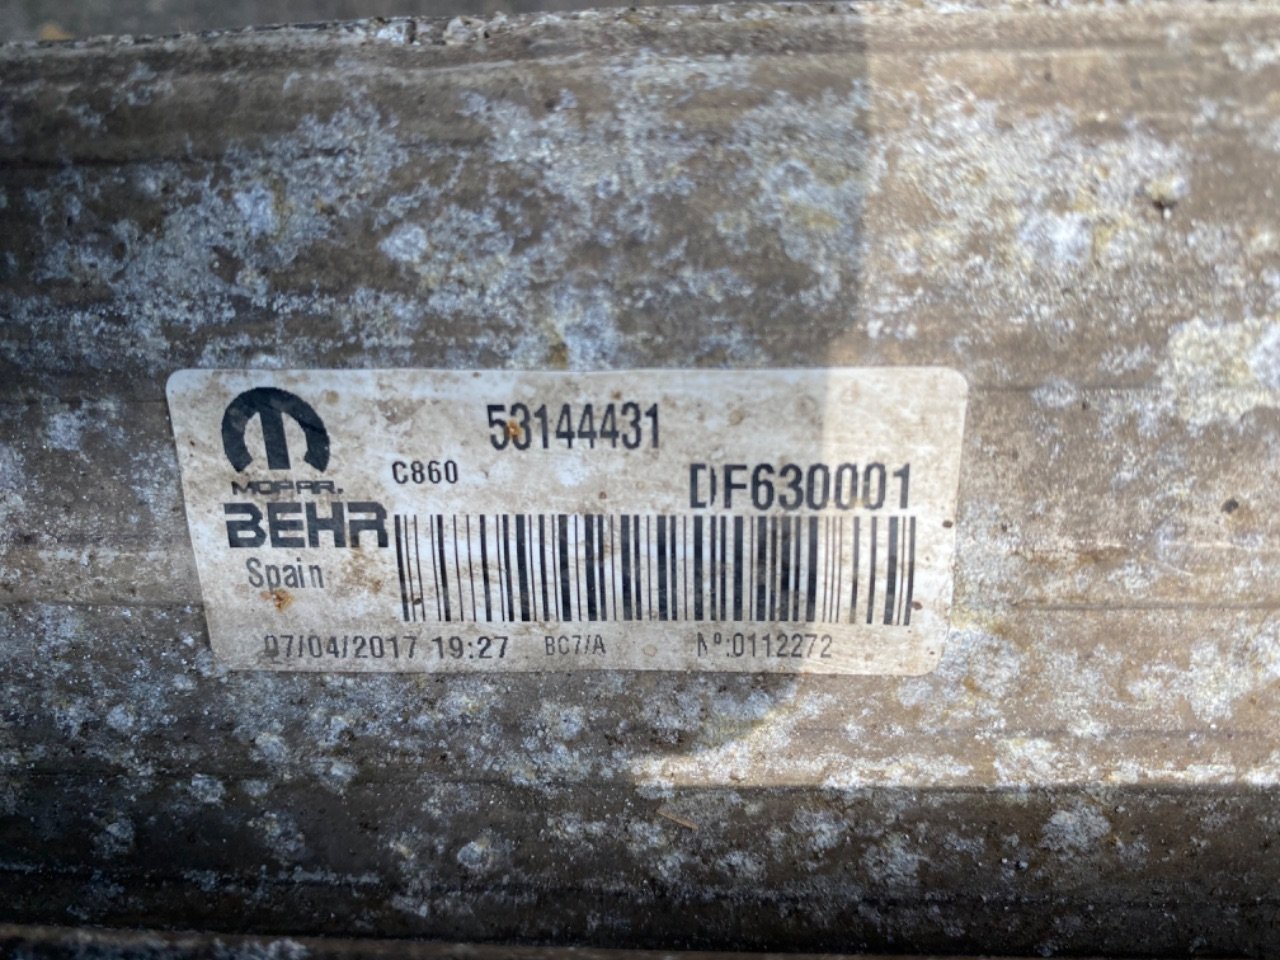 53144431
C860
DF630001
MOPAR.
BEHR
Spain
07/04/2017 19:27 BC7/A Nº:0112272